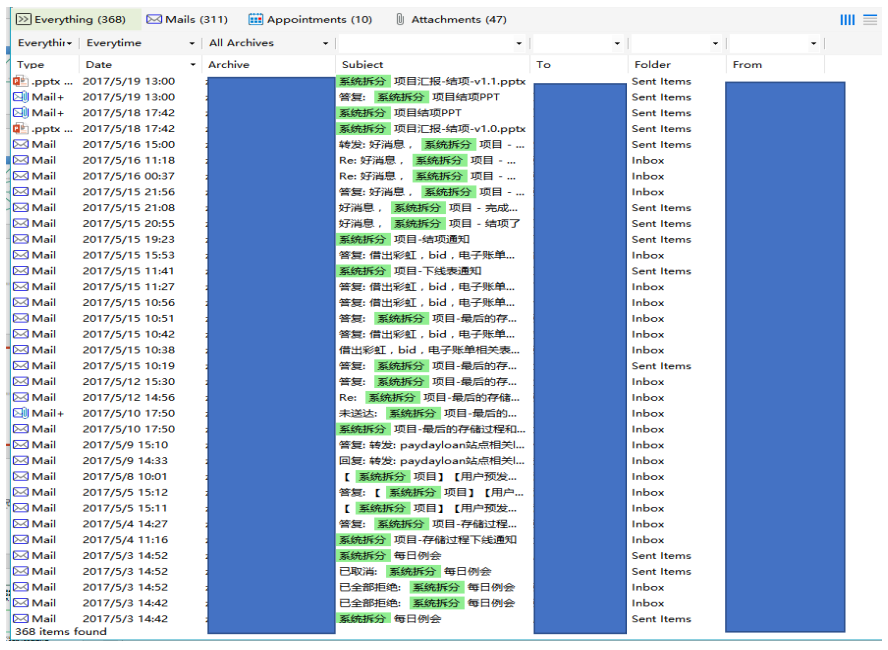 Everything (368) Mails (311) Appointments (10) Attachments (47)
Everythir Everytime All Archives
Type Date Archive Subject To Folder From
.pptx ... 2017/5/19 13:00 系统拆分 项目汇报-结项-v1.1.pptx Sent Items
Mail+ 2017/5/19 13:00 答复: 系统拆分 项目结项PPT Sent Items
Mail+ 2017/5/18 17:42 系统拆分 项目结项PPT Sent Items
.pptx ... 2017/5/18 17:42 系统拆分 项目汇报-结项-v1.0.pptx Sent Items
Mail 2017/5/16 15:00 转发: 好消息， 系统拆分 项目 - ... Sent Items
Mail 2017/5/16 11:18 Re: 好消息， 系统拆分 项目 - ... Inbox
Mail 2017/5/16 00:37 Re: 好消息， 系统拆分 项目 - ... Inbox
Mail 2017/5/15 21:56 答复: 好消息， 系统拆分 项目 - ... Inbox
Mail 2017/5/15 21:08 好消息， 系统拆分 项目 - 完成... Sent Items
Mail 2017/5/15 20:55 好消息， 系统拆分 项目 - 结项了 Sent Items
Mail 2017/5/15 19:23 系统拆分 项目-结项通知 Sent Items
Mail 2017/5/15 15:53 答复: 借出彩虹，bid，电子账单... Inbox
Mail 2017/5/15 11:41 系统拆分 项目-下线表通知 Sent Items
Mail 2017/5/15 11:27 答复: 借出彩虹，bid，电子账单... Inbox
Mail 2017/5/15 10:56 答复: 借出彩虹，bid，电子账单... Inbox
Mail 2017/5/15 10:51 答复: 系统拆分 项目-最后的存... Inbox
Mail 2017/5/15 10:42 答复: 借出彩虹，bid，电子账单... Inbox
Mail 2017/5/15 10:38 借出彩虹，bid，电子账单相关表... Inbox
Mail 2017/5/15 10:19 答复: 系统拆分 项目-最后的存... Sent Items
Mail 2017/5/12 15:30 答复: 系统拆分 项目-最后的存... Inbox
Mail 2017/5/12 14:56 Re: 系统拆分 项目-最后的存储... Inbox
Mail+ 2017/5/10 17:50 未送达: 系统拆分 项目-最后的... Inbox
Mail 2017/5/10 17:50 系统拆分 项目-最后的存储过程和... Inbox
Mail 2017/5/9 15:10 答复: 转发: paydayloan站点相关l... Inbox
Mail 2017/5/9 14:33 回复: 转发: paydayloan站点相关l... Inbox
Mail 2017/5/8 10:01 【 系统拆分 项目】【用户预发... Inbox
Mail 2017/5/5 15:12 答复: 【 系统拆分 项目】【用户... Inbox
Mail 2017/5/5 15:11 【 系统拆分 项目】【用户预发... Inbox
Mail 2017/5/4 14:27 答复: 系统拆分 项目-存储过程... Inbox
Mail 2017/5/4 11:16 系统拆分 项目-存储过程下线通知 Inbox
Mail 2017/5/3 14:52 系统拆分 每日例会 Sent Items
Mail 2017/5/3 14:52 已取消: 系统拆分 每日例会 Sent Items
Mail 2017/5/3 14:52 已全部拒绝: 系统拆分 每日例会 Inbox
Mail 2017/5/3 14:42 已全部拒绝: 系统拆分 每日例会 Inbox
Mail 2017/5/3 14:42 系统拆分 每日例会 Sent Items
368 items found